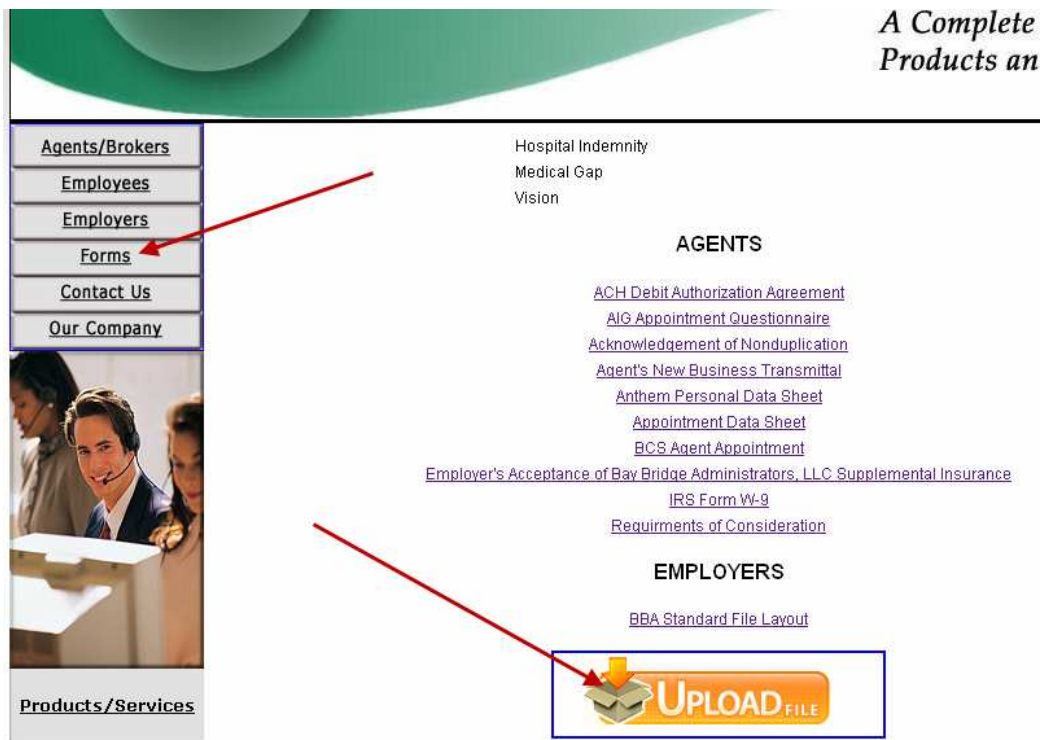 A Complete
Products an
Agents/Brokers
Employees
Employers
Forms
Contact Us
Our Company
Products/Services
Hospital Indemnity
Medical Gap
Vision
AGENTS
ACH Debit Authorization Agreement
AIG Appointment Questionnaire
Acknowledgement of Nonduplication
Agent's New Business Transmittal
Anthem Personal Data Sheet
Appointment Data Sheet
BCS Agent Appointment
Employer's Acceptance of Bay Bridge Administrators, LLC Supplemental Insurance
IRS Form W-9
Requirments of Consideration
EMPLOYERS
BBA Standard File Layout
UPLOAD FILE